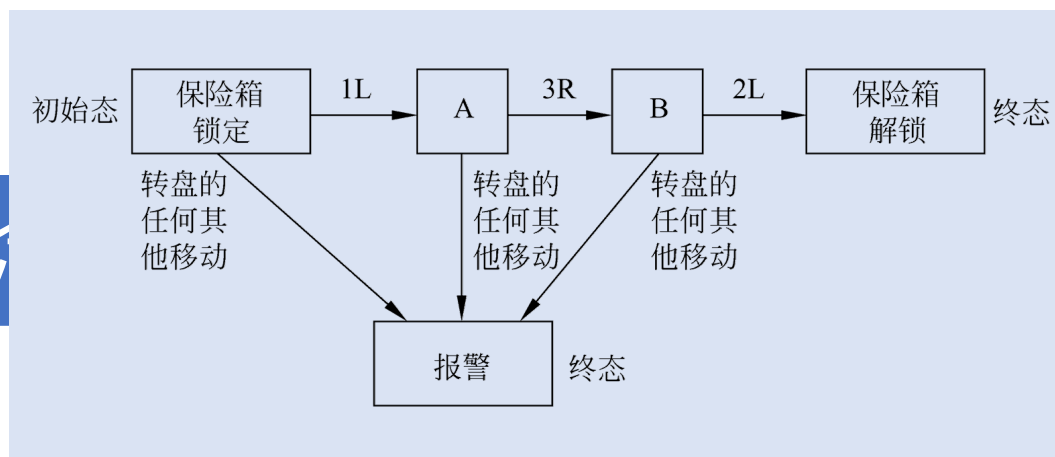 初始态
保险箱
锁定
1L
A
3R
B
2L
保险箱
解锁
终态
转盘的
任何其
他移动
转盘的
任何其
他移动
转盘的
任何其
他移动
报警
终态